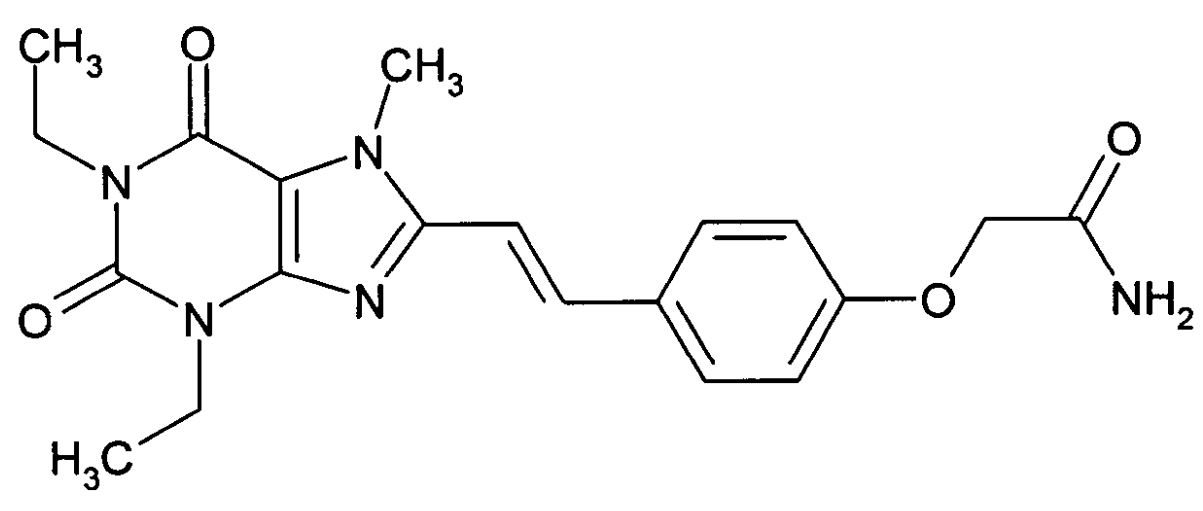 CH3 O CH3
O
N N
O N N O NH2
H3C